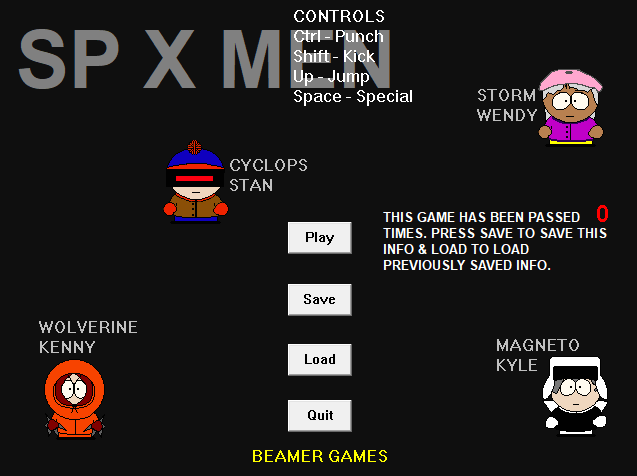 SP X MEN
CONTROLS
Ctrl - Punch
Shift - Kick
Up - Jump
Space - Special
STORM
WENDY
CYCLOPS
STAN
THIS GAME HAS BEEN PASSED 0
TIMES. PRESS SAVE TO SAVE THIS
INFO & LOAD TO LOAD
PREVIOUSLY SAVED INFO.
Play
Save
WOLVERINE
KENNY
Load
MAGNETO
KYLE
Quit
BEAMER GAMES